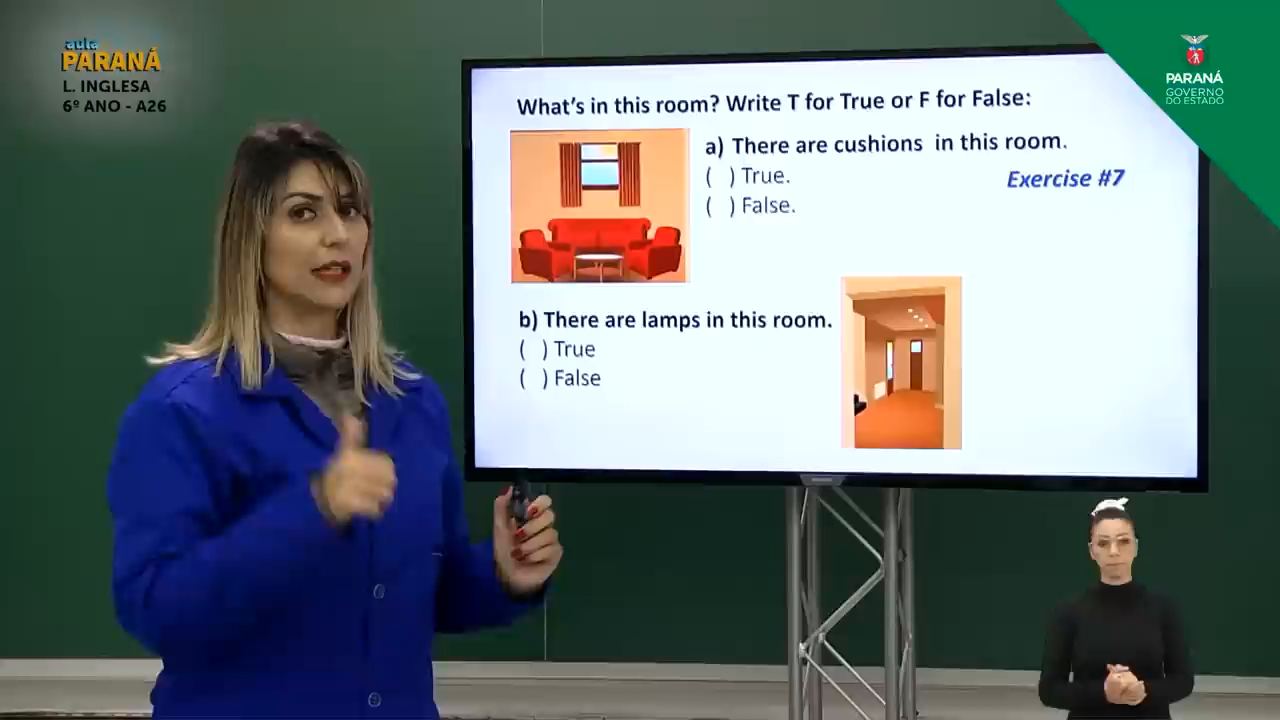 aula
PARANÁ
L. INGLESA
6º ANO - A26
PARANÁ
GOVERNO
DO ESTADO
What's in this room? Write T for True or F for False:
a) There are cushions in this room.
( ) True.
( ) False.
Exercise #7
b) There are lamps in this room.
( ) True
( ) False